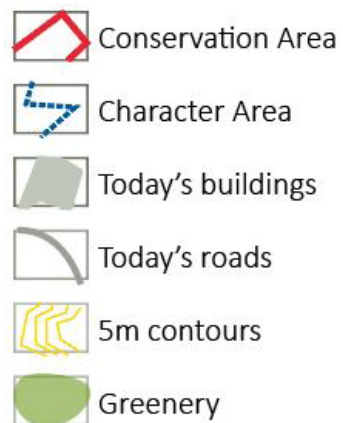 Conservation Area
Character Area
Today's buildings
Today's roads
5m contours
Greenery